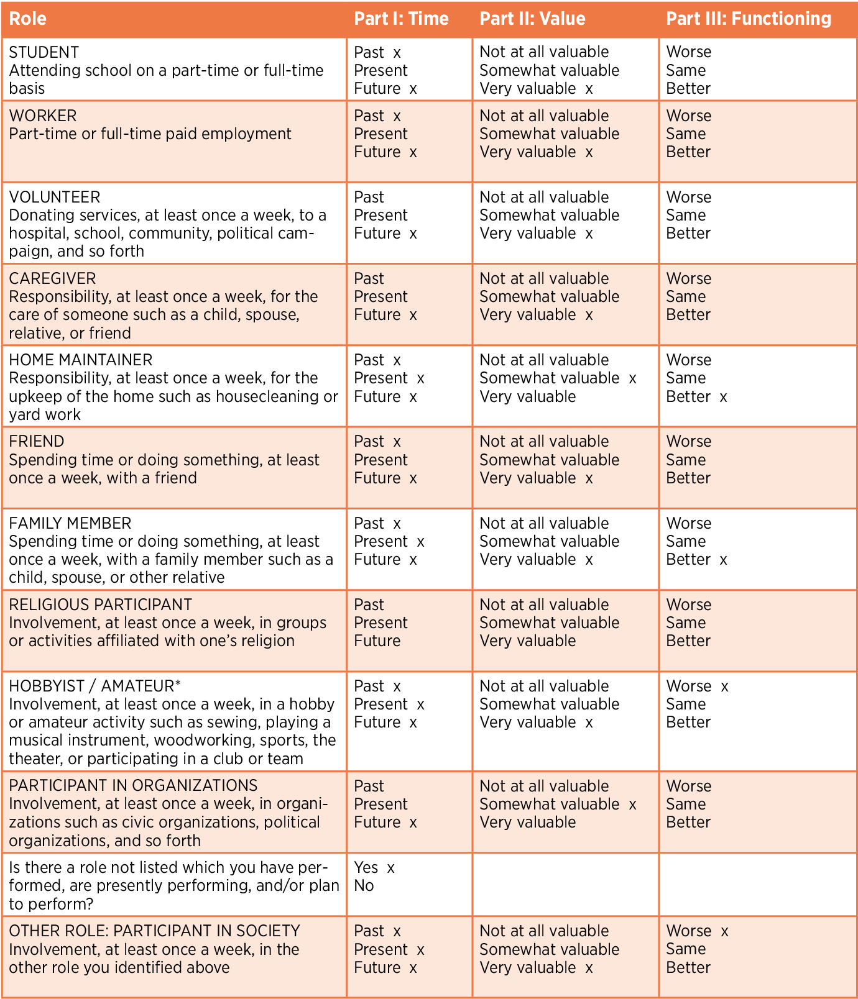 Role Part I: Time Part II: Value Part III: Functioning
STUDENT Past x Not at all valuable Worse
Attending school on a part-time or full-time Present Somewhat valuable Same
basis Future x Very valuable x Better
WORKER Past x Not at all valuable Worse
Part-time or full-time paid employment Present Somewhat valuable Same
Future x Very valuable x Better
VOLUNTEER Past Not at all valuable Worse
Donating services, at least once a week, to a Present Somewhat valuable Same
hospital, school, community, political cam- Future x Very valuable x Better
paign, and so forth
CAREGIVER Past Not at all valuable Worse
Responsibility, at least once a week, for the Present Somewhat valuable Same
care of someone such as a child, spouse, Future x Very valuable x Better
relative, or friend
HOME MAINTAINER Past x Not at all valuable Worse
Responsibility, at least once a week, for the Present x Somewhat valuable x Same
upkeep of the home such as housecleaning or Future x Very valuable Better x
yard work
FRIEND Past x Not at all valuable Worse
Spending time or doing something, at least Present Somewhat valuable Same
once a week, with a friend Future x Very valuable x Better
FAMILY MEMBER Past x Not at all valuable Worse
Spending time or doing something, at least Present x Somewhat valuable Same
once a week, with a family member such as a Future x Very valuable x Better x
child, spouse, or other relative
RELIGIOUS PARTICIPANT Past Not at all valuable Worse
Involvement, at least once a week, in groups Present Somewhat valuable Same
or activities affiliated with one’s religion Future Very valuable Better
HOBBYIST / AMATEUR* Past x Not at all valuable Worse x
Involvement, at least once a week, in a hobby Present x Somewhat valuable Same
or amateur activity such as sewing, playing a Future x Very valuable x Better
musical instrument, woodworking, sports, the
theater, or participating in a club or team
PARTICIPANT IN ORGANIZATIONS Past Not at all valuable Worse
Involvement, at least once a week, in organi- Present Somewhat valuable x Same
zations such as civic organizations, political Future x Very valuable Better
organizations, and so forth
Is there a role not listed which you have per- Yes x
formed, are presently performing, and/or plan No
to perform?
OTHER ROLE: PARTICIPANT IN SOCIETY Past x Not at all valuable Worse x
Involvement, at least once a week, in the Present x Somewhat valuable Same
other role you identified above Future x Very valuable x Better